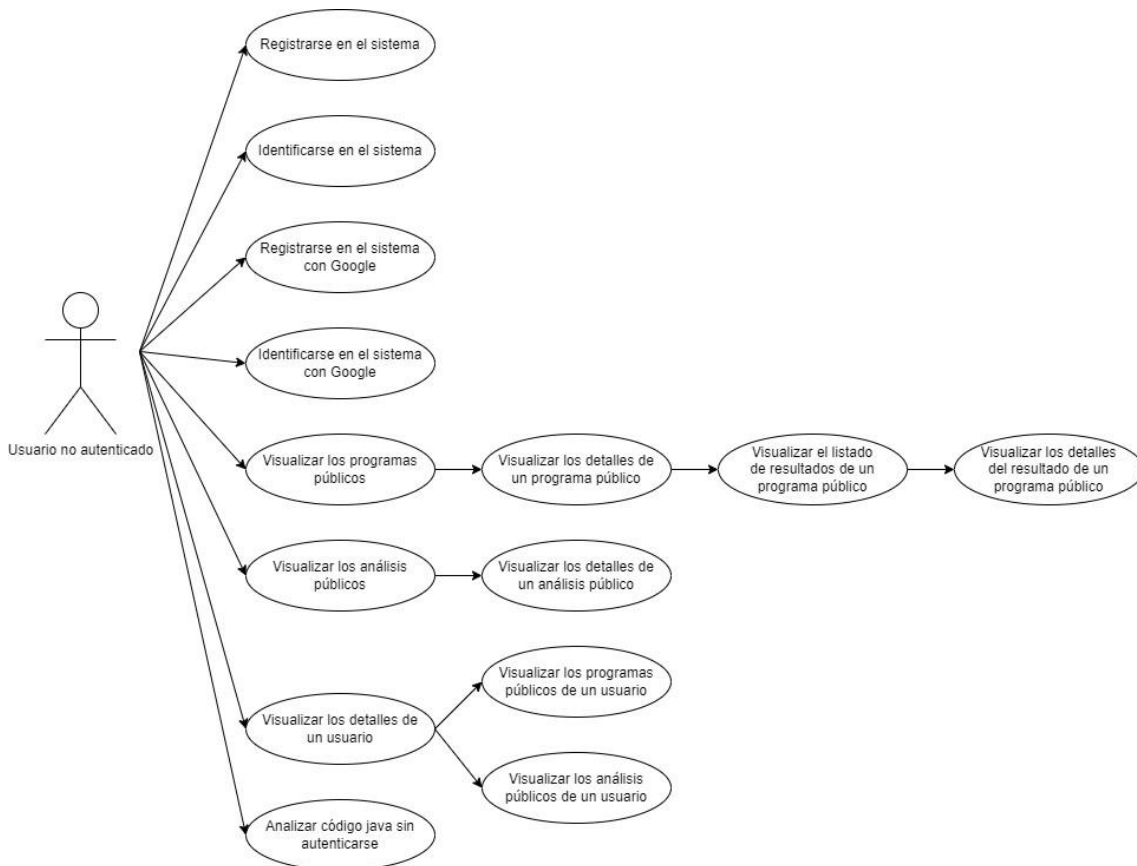 Registrarse en el sistema
Identificarse en el sistema
Registrarse en el sistema
con Google
Identificarse en el sistema
con Google
Usuario no autenticado
Visualizar los programas
públicos
Visualizar los detalles de
un programa público
Visualizar el listado
de resultados de un
programa público
Visualizar los detalles
del resultado de un
programa público
Visualizar los análisis
públicos
Visualizar los detalles de
un análisis público
Visualizar los programas
públicos de un usuario
Visualizar los detalles de
un usuario
Visualizar los análisis
públicos de un usuario
Analizar código java sin
autenticarse